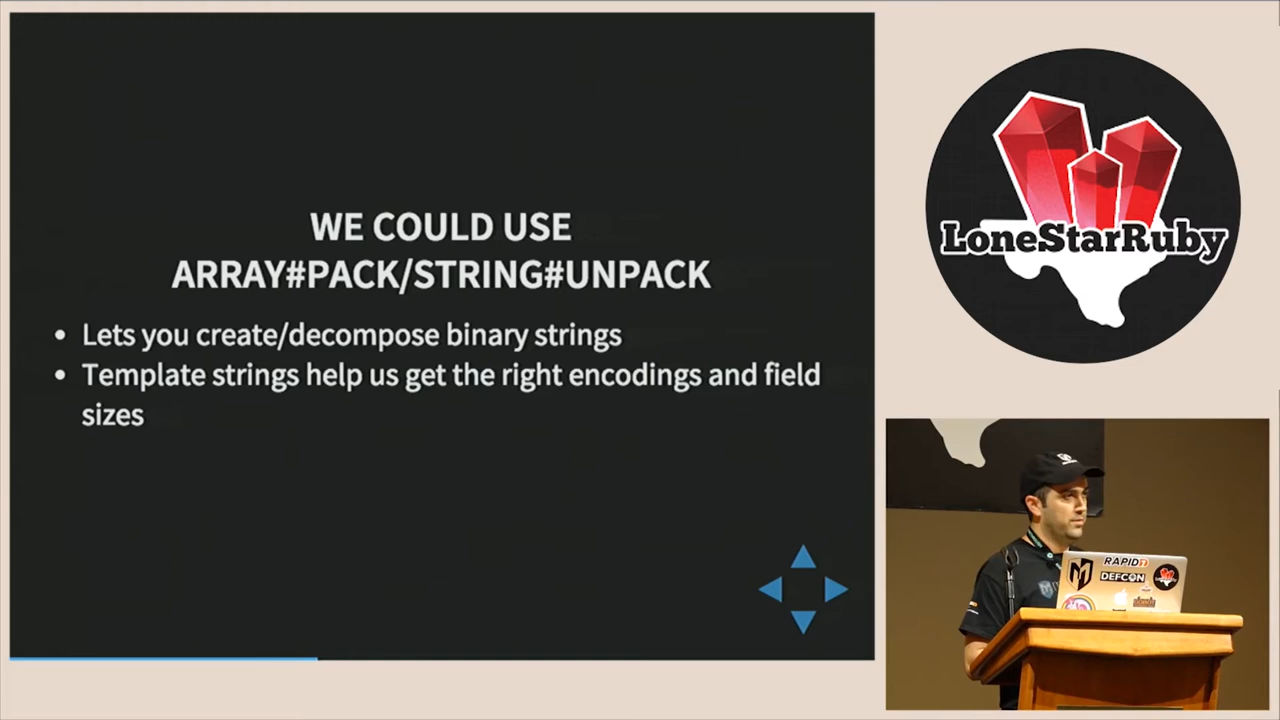 WE COULD USE
ARRAY#PACK/STRING#UNPACK
• Lets you create/decompose binary strings
• Template strings help us get the right encodings and field
sizes
LoneStarRuby
RAPID7
DEFCON